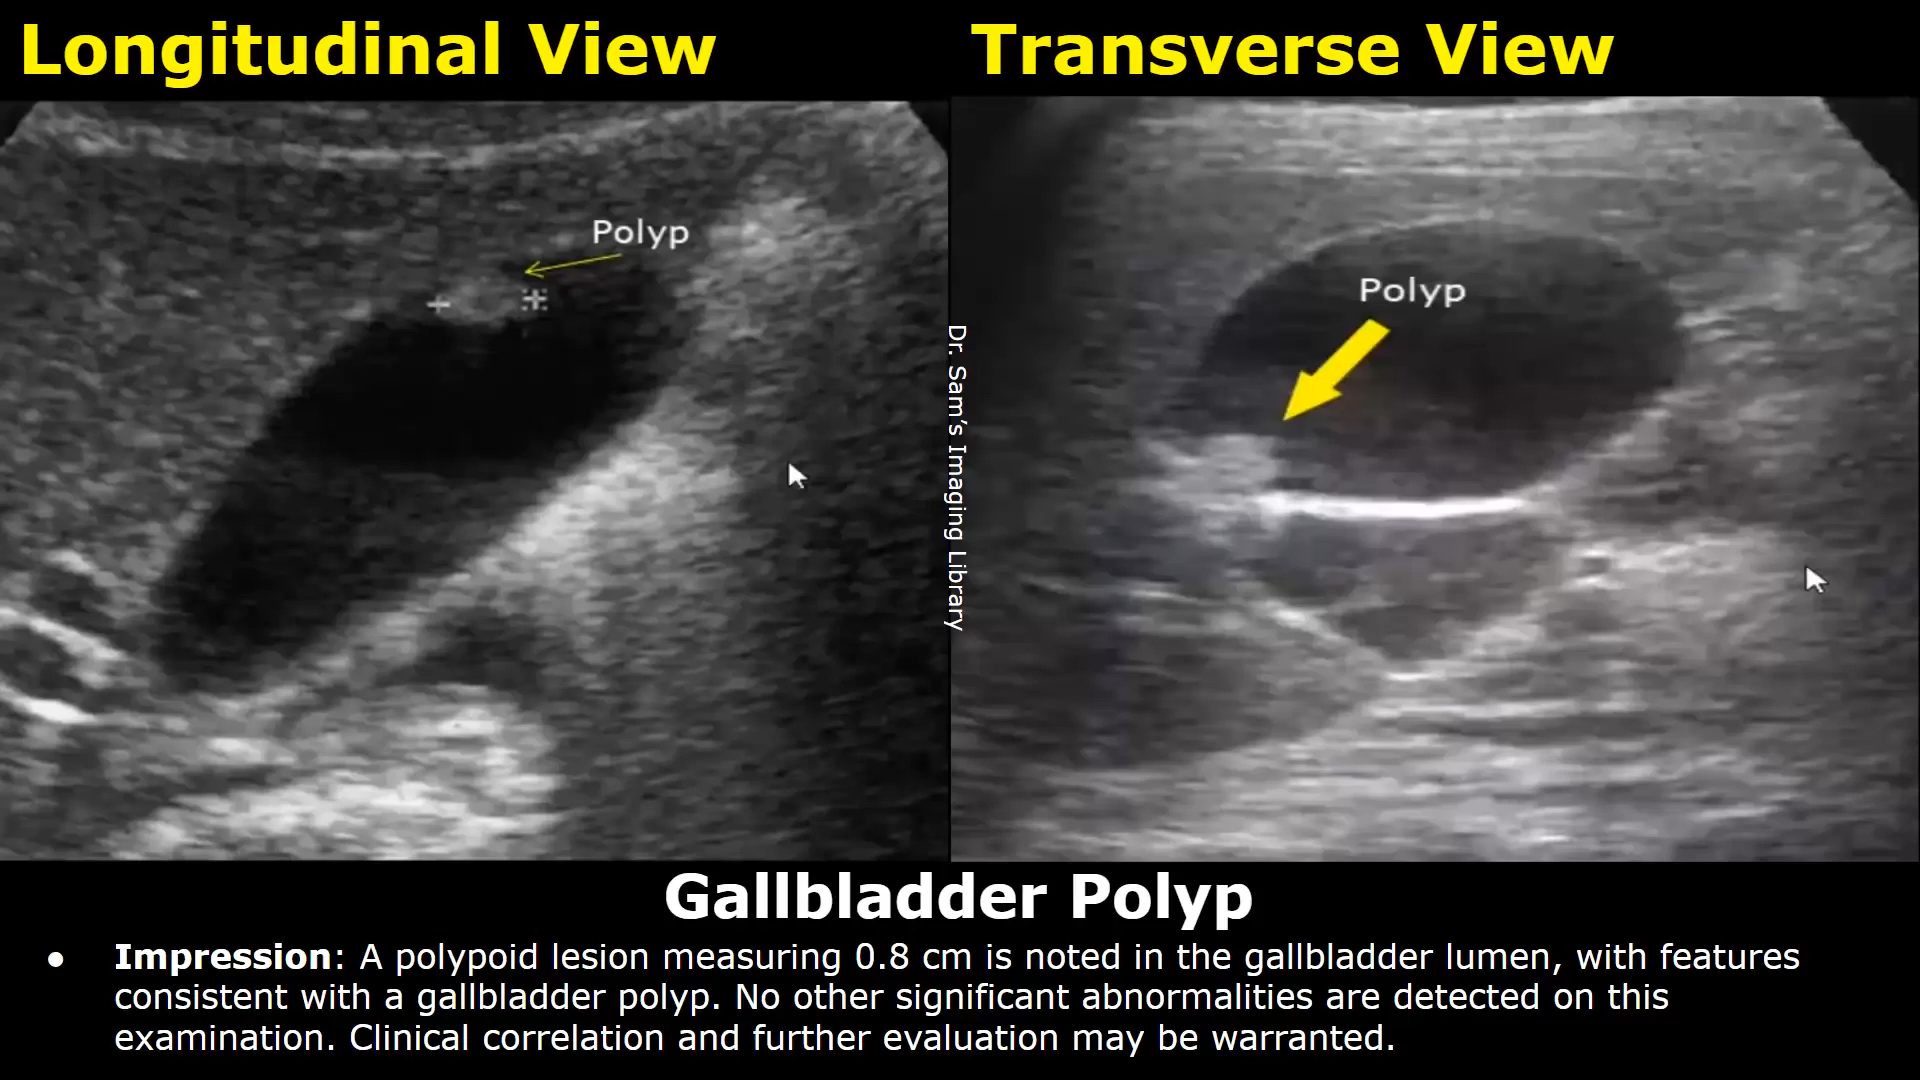 Longitudinal View
Transverse View
Polyp
Polyp
Dr. Sam's Imaging Library
Gallbladder Polyp
● Impression: A polypoid lesion measuring 0.8 cm is noted in the gallbladder lumen, with features
consistent with a gallbladder polyp. No other significant abnormalities are detected on this
examination. Clinical correlation and further evaluation may be warranted.